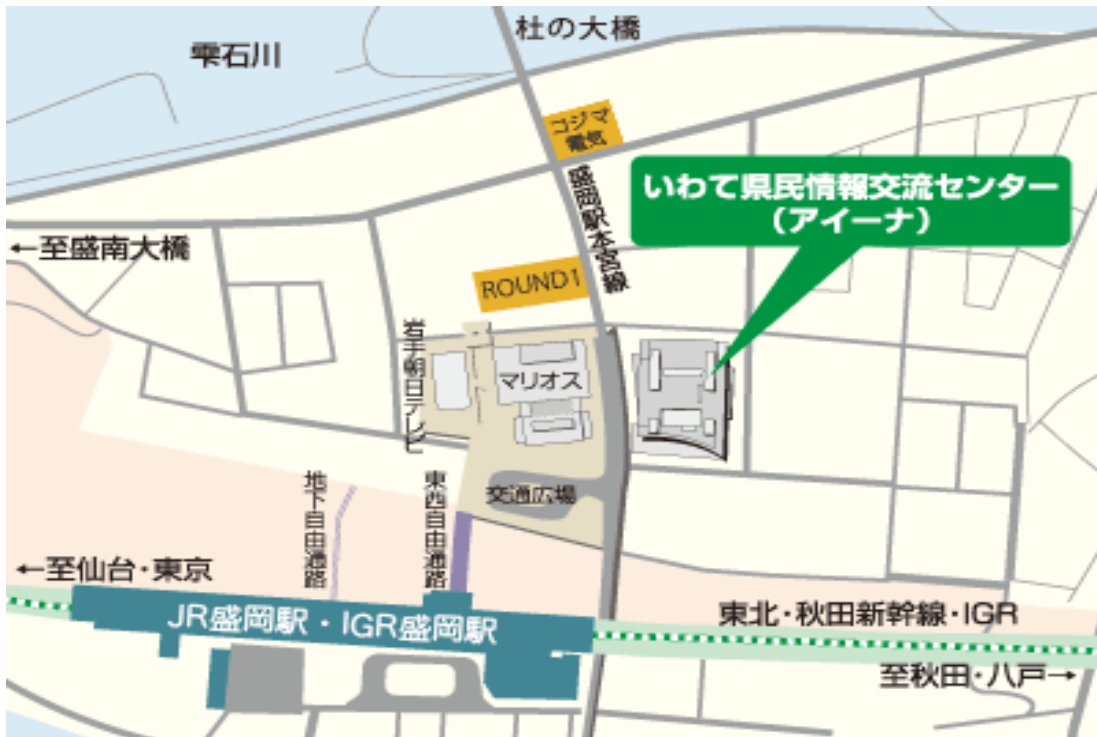 杜の大橋
雫石川
コジマ
電気
いわて県民情報交流センター
（アイーナ）
盛岡駅本宮線
←至盛南大橋
ROUND1
岩手朝日テレビ
マリオス
地下自由通路
東西自由通路
交通広場
←至仙台・東京
JR盛岡駅・IGR盛岡駅
東北・秋田新幹線・IGR
至秋田・八戸→